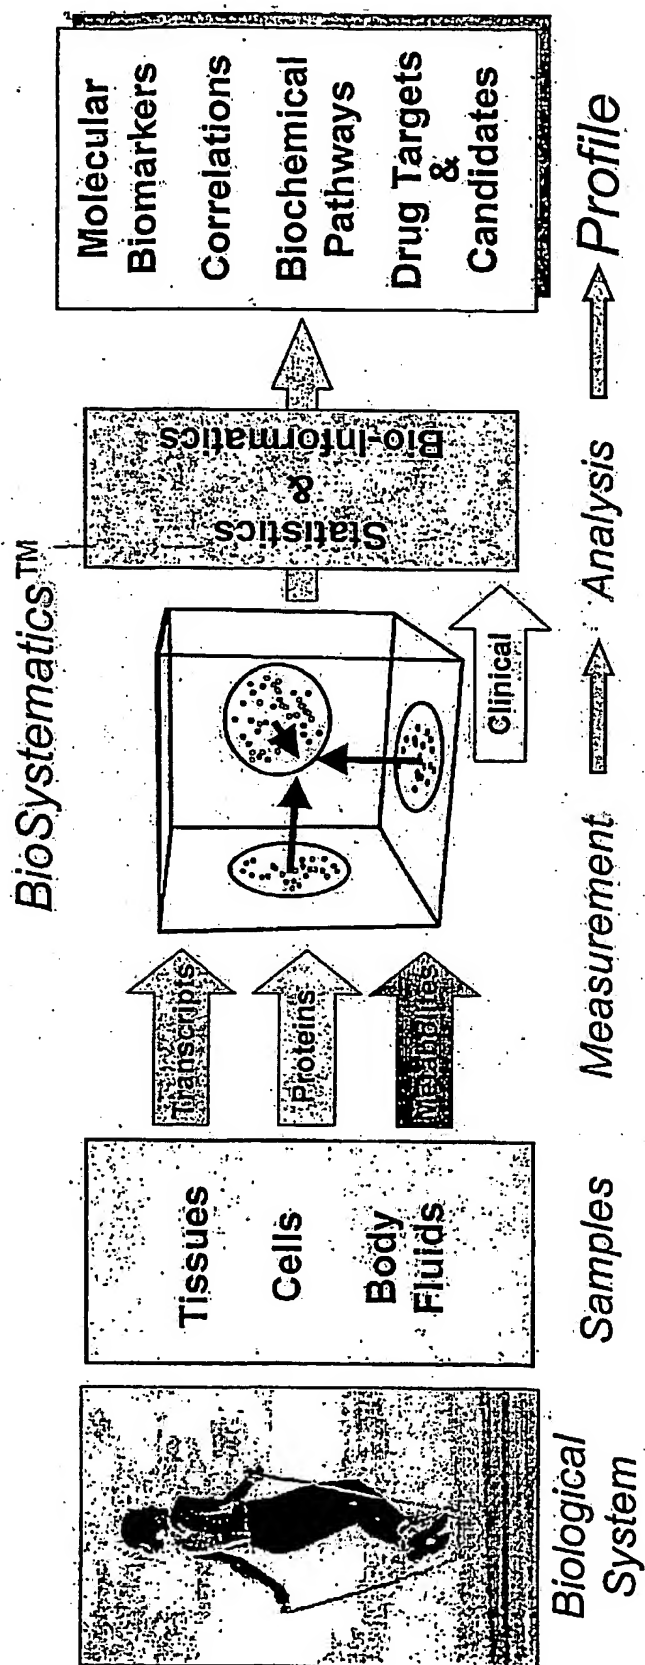 BioSystematics™
Tissues
Cells
Body
Fluids
Transcripts
Proteins
Metabolites
Clinical
Statistics
&
Bio-Informatics
Molecular
Biomarkers
Correlations
Biochemical
Pathways
Drug Targets
&
Candidates
Biological
System
Samples
Measurement
Analysis
Profile